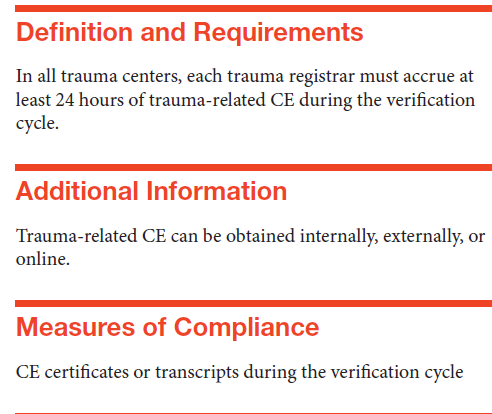 Definition and Requirements
In all trauma centers, each trauma registrar must accrue at
least 24 hours of trauma-related CE during the verification
cycle.
Additional Information
Trauma-related CE can be obtained internally, externally, or
online.
Measures of Compliance
CE certificates or transcripts during the verification cycle